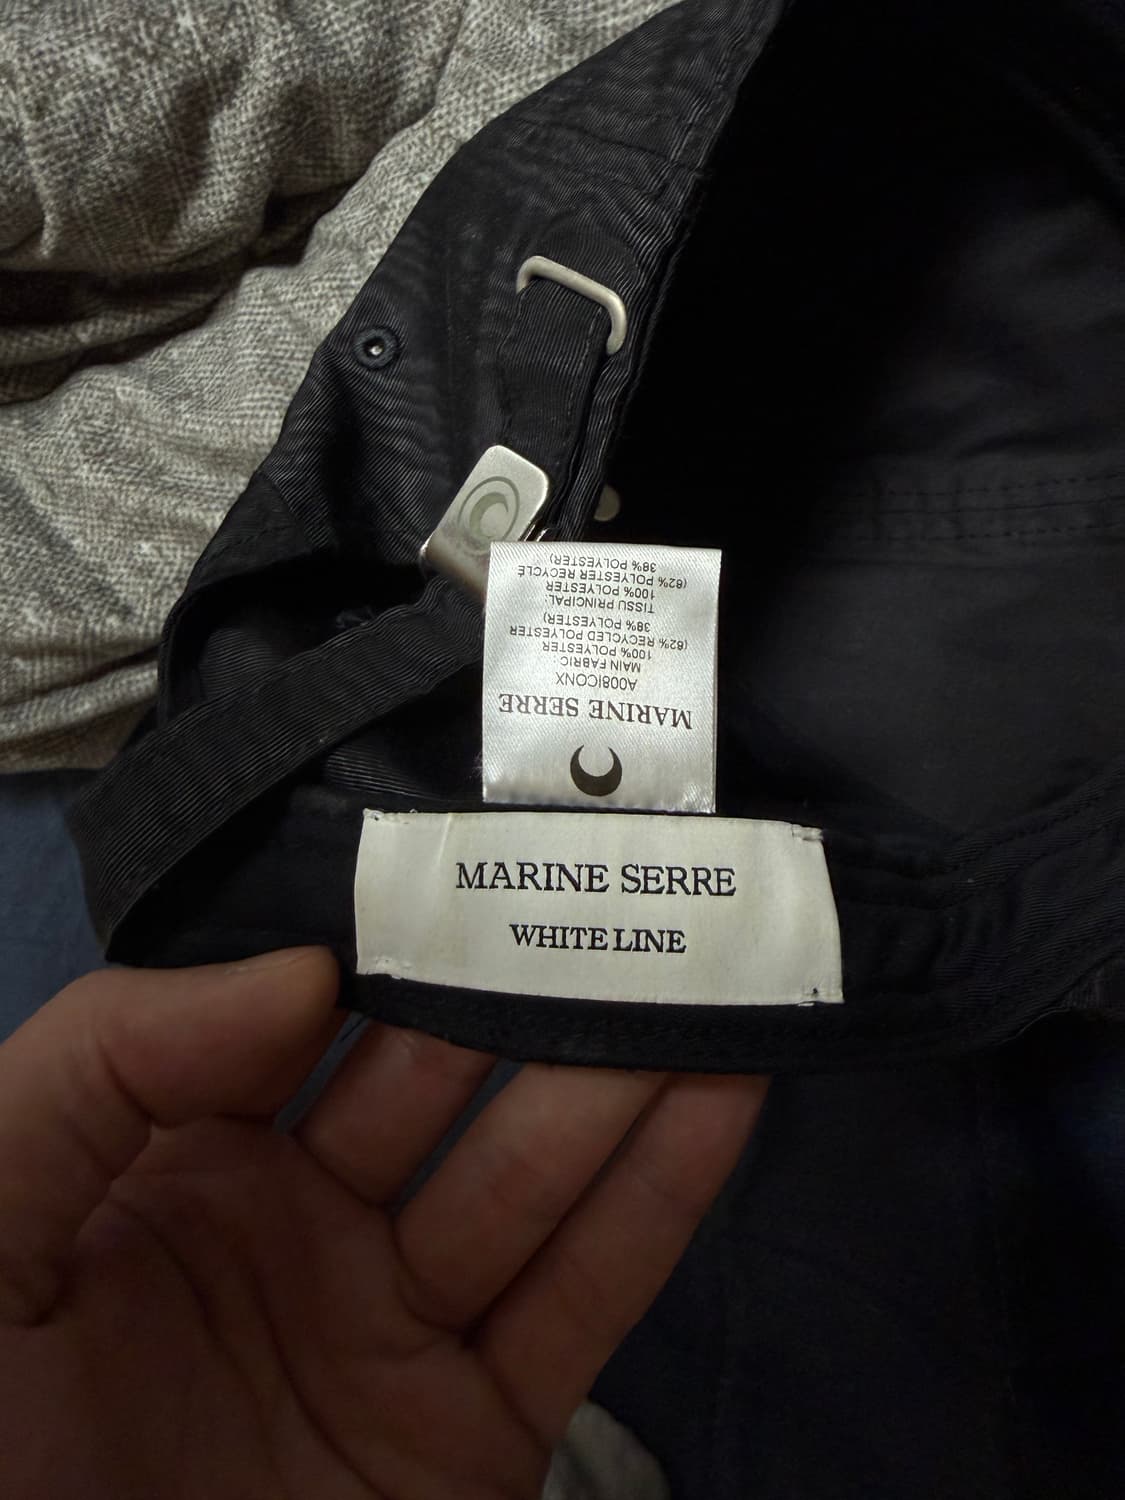 MARINE SERRE
A008ICONX
MAIN FABRIC:
100% POLYESTER
(62% RECYCLED POLYESTER
38% POLYESTER)
TISSU PRINCIPAL
100% POLYESTER
(62% POLYESTER RECYCLÉ
38% POLYESTER)
MARINE SERRE
WHITE LINE